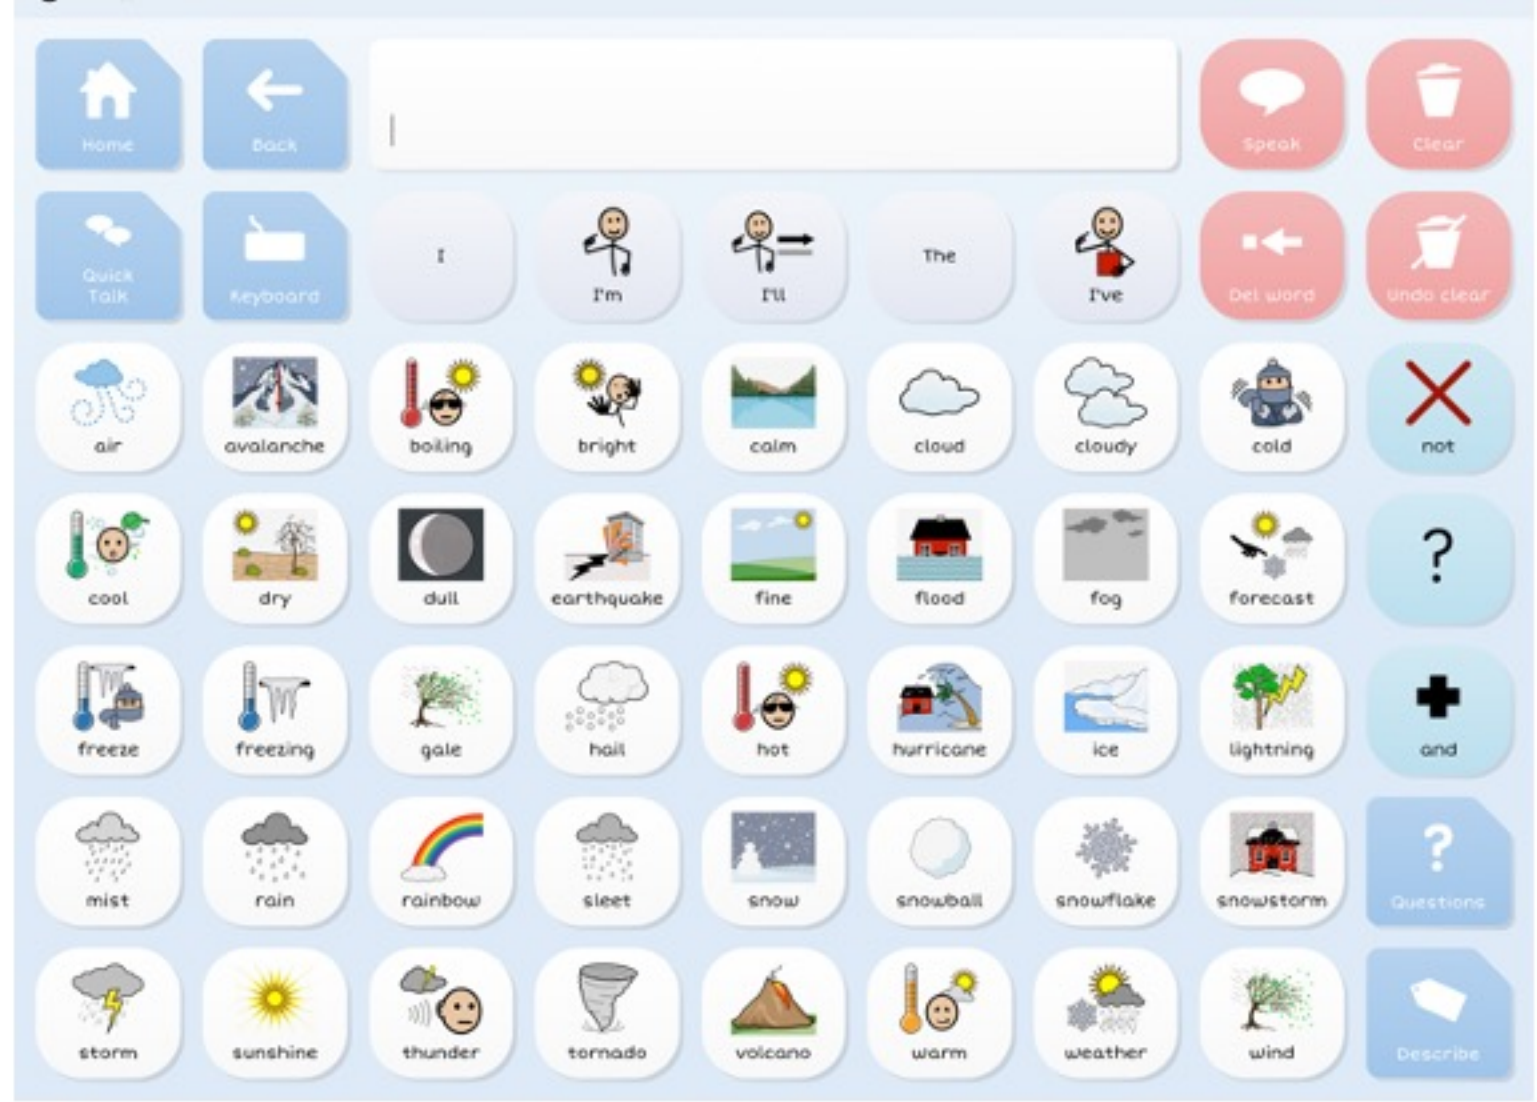 Home
Back
Speak
Clear
Quick
Talk
Keyboard
I
I'm
I'll
The
I've
Del word
Undo clear
air
avalanche
boiling
bright
calm
cloud
cloudy
cold
not
cool
dry
dull
earthquake
fine
flood
fog
forecast
?
freeze
freezing
gale
hail
hot
hurricane
ice
lightning
and
mist
rain
rainbow
sleet
snow
snowball
snowflake
snowstorm
?
Questions
storm
sunshine
thunder
tornado
volcano
warm
weather
wind
Describe